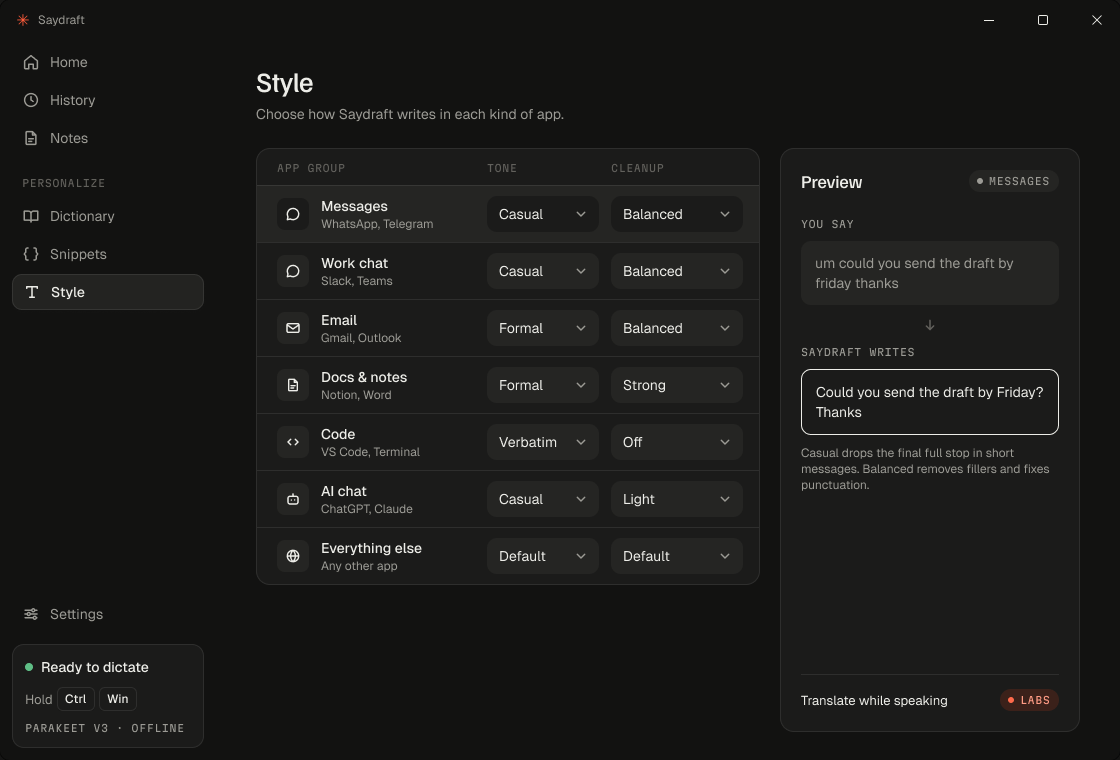 Saydraft
Home
History
Notes
PERSONALIZE
Dictionary
Snippets
Style
Settings
Ready to dictate
Hold Ctrl Win
PARAKEET V3 · OFFLINE
Style
Choose how Saydraft writes in each kind of app.
APP GROUP TONE CLEANUP
Messages
WhatsApp, Telegram
Casual Balanced
Work chat
Slack, Teams
Casual Balanced
Email
Gmail, Outlook
Formal Balanced
Docs & notes
Notion, Word
Formal Strong
Code
VS Code, Terminal
Verbatim Off
AI chat
ChatGPT, Claude
Casual Light
Everything else
Any other app
Default Default
Preview MESSAGES
YOU SAY
um could you send the draft by
friday thanks
SAYDRAFT WRITES
Could you send the draft by Friday?
Thanks
Casual drops the final full stop in short
messages. Balanced removes fillers and fixes
punctuation.
Translate while speaking LABS